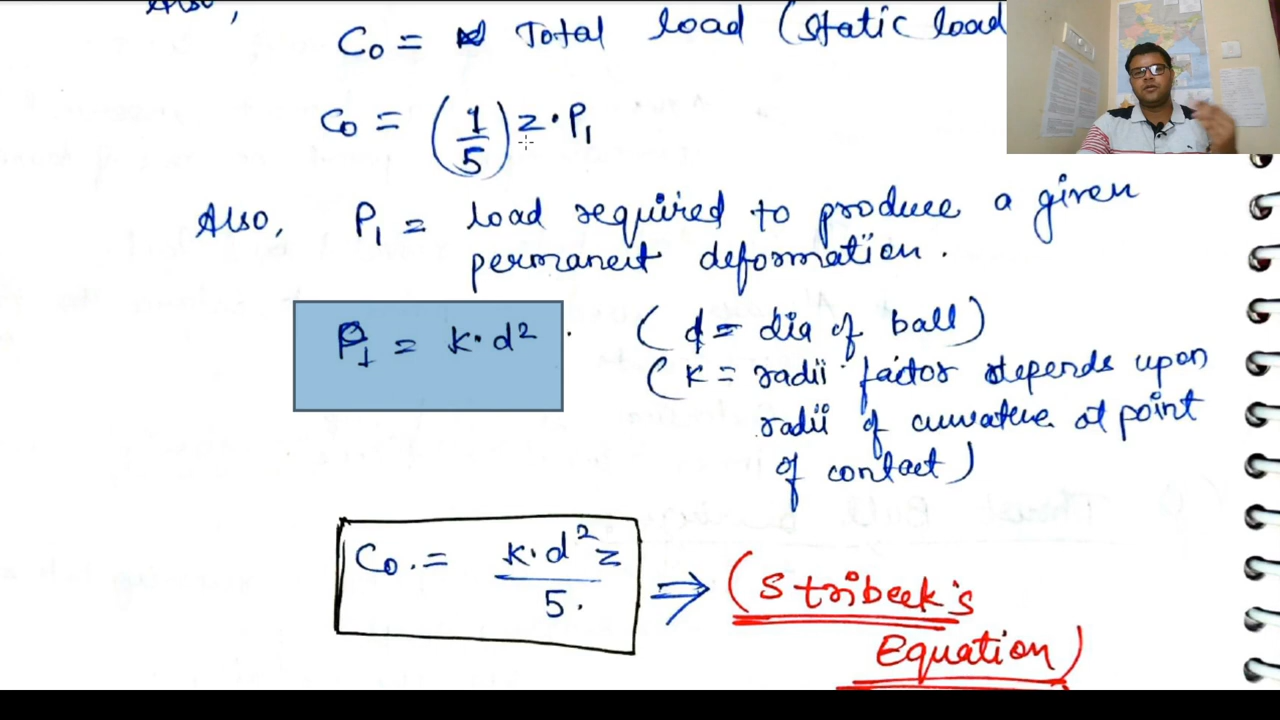 Also,
C₀ = Total load (Static load
C₀ = (1/5) z · P₁
Also, P₁ = load required to produce a given
permanent deformation.
P₁ = k · d² . (d = dia of ball)
(k = radii factor depends upon
radii of curvature at point
of contact)
C₀ . = k · d² z / 5 . ⇒ (Stribeck's
Equation)